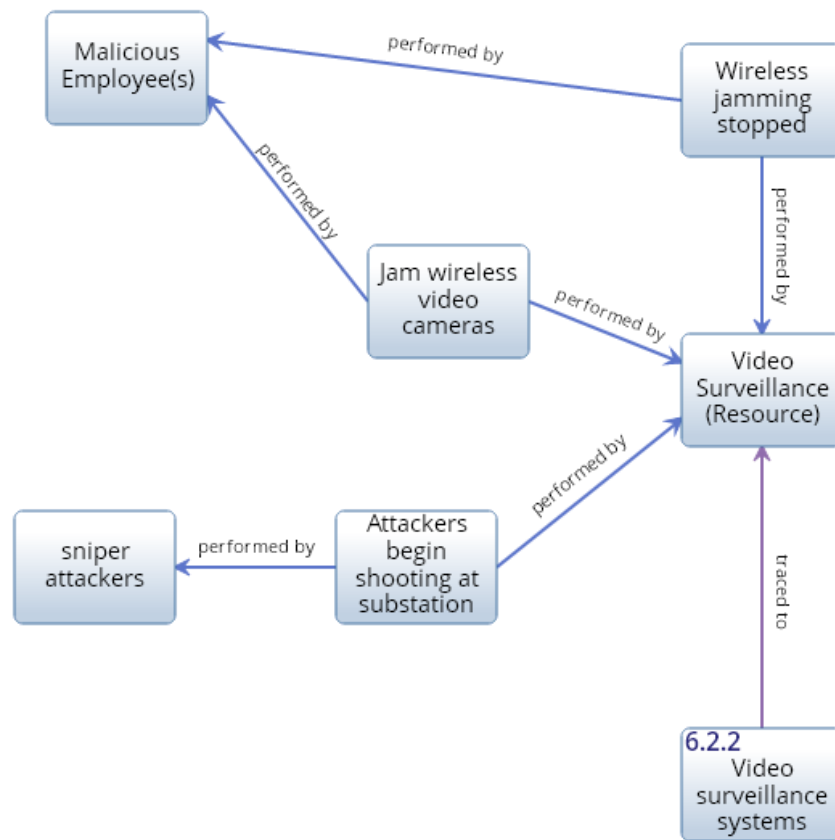 Malicious
Employee(s)
performed by
Wireless
jamming
stopped
performed by
performed by
Jam wireless
video
cameras
performed by
Video
Surveillance
(Resource)
performed by
sniper
attackers
performed by
Attackers
begin
shooting at
substation
traced to
6.2.2
Video
surveillance
systems